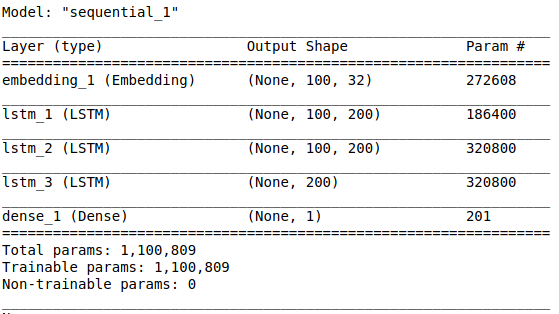 Model: "sequential_1"
Layer (type) Output Shape Param #
embedding_1 (Embedding) (None, 100, 32) 272608
lstm_1 (LSTM) (None, 100, 200) 186400
lstm_2 (LSTM) (None, 100, 200) 320800
lstm_3 (LSTM) (None, 200) 320800
dense_1 (Dense) (None, 1) 201
Total params: 1,100,809
Trainable params: 1,100,809
Non-trainable params: 0